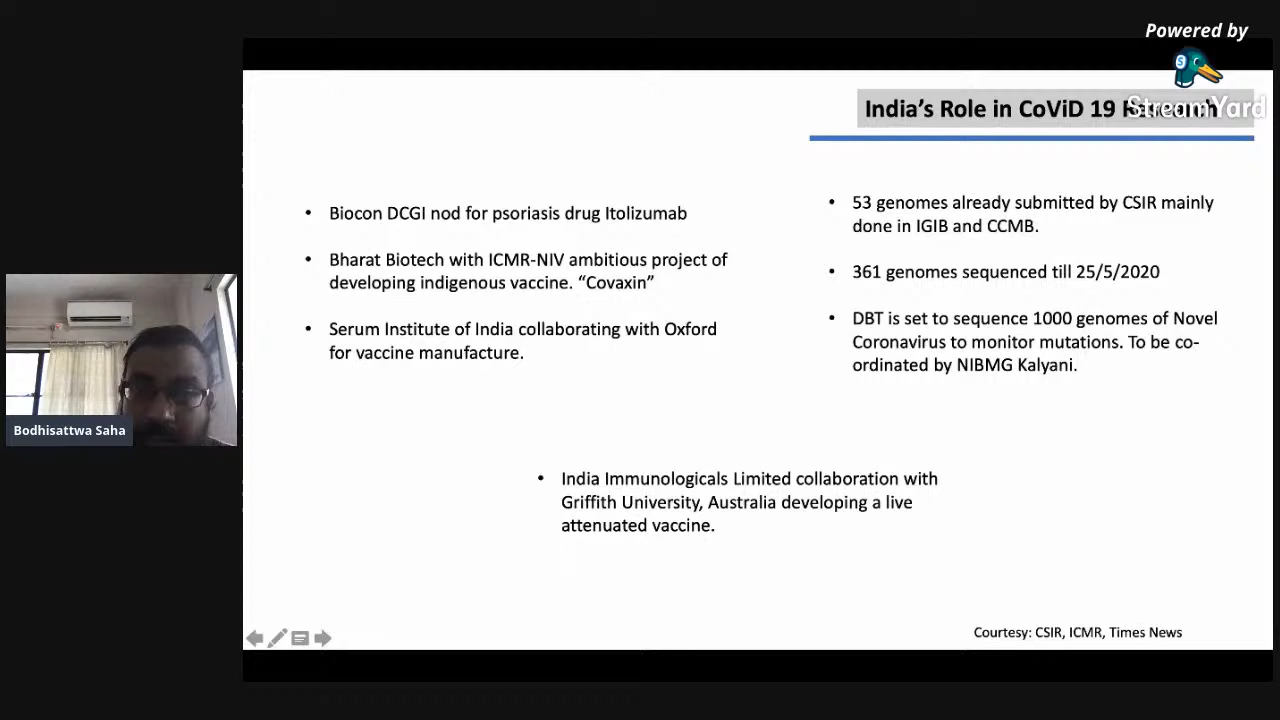 Powered by
StreamYard
India's Role in CoViD 19 Research
• Biocon DCGI nod for psoriasis drug Itolizumab
• Bharat Biotech with ICMR-NIV ambitious project of
developing indigenous vaccine. “Covaxin”
• Serum Institute of India collaborating with Oxford
for vaccine manufacture.
• 53 genomes already submitted by CSIR mainly
done in IGIB and CCMB.
• 361 genomes sequenced till 25/5/2020
• DBT is set to sequence 1000 genomes of Novel
Coronavirus to monitor mutations. To be co-
ordinated by NIBMG Kalyani.
• India Immunologicals Limited collaboration with
Griffith University, Australia developing a live
attenuated vaccine.
Bodhisattwa Saha
Courtesy: CSIR, ICMR, Times News